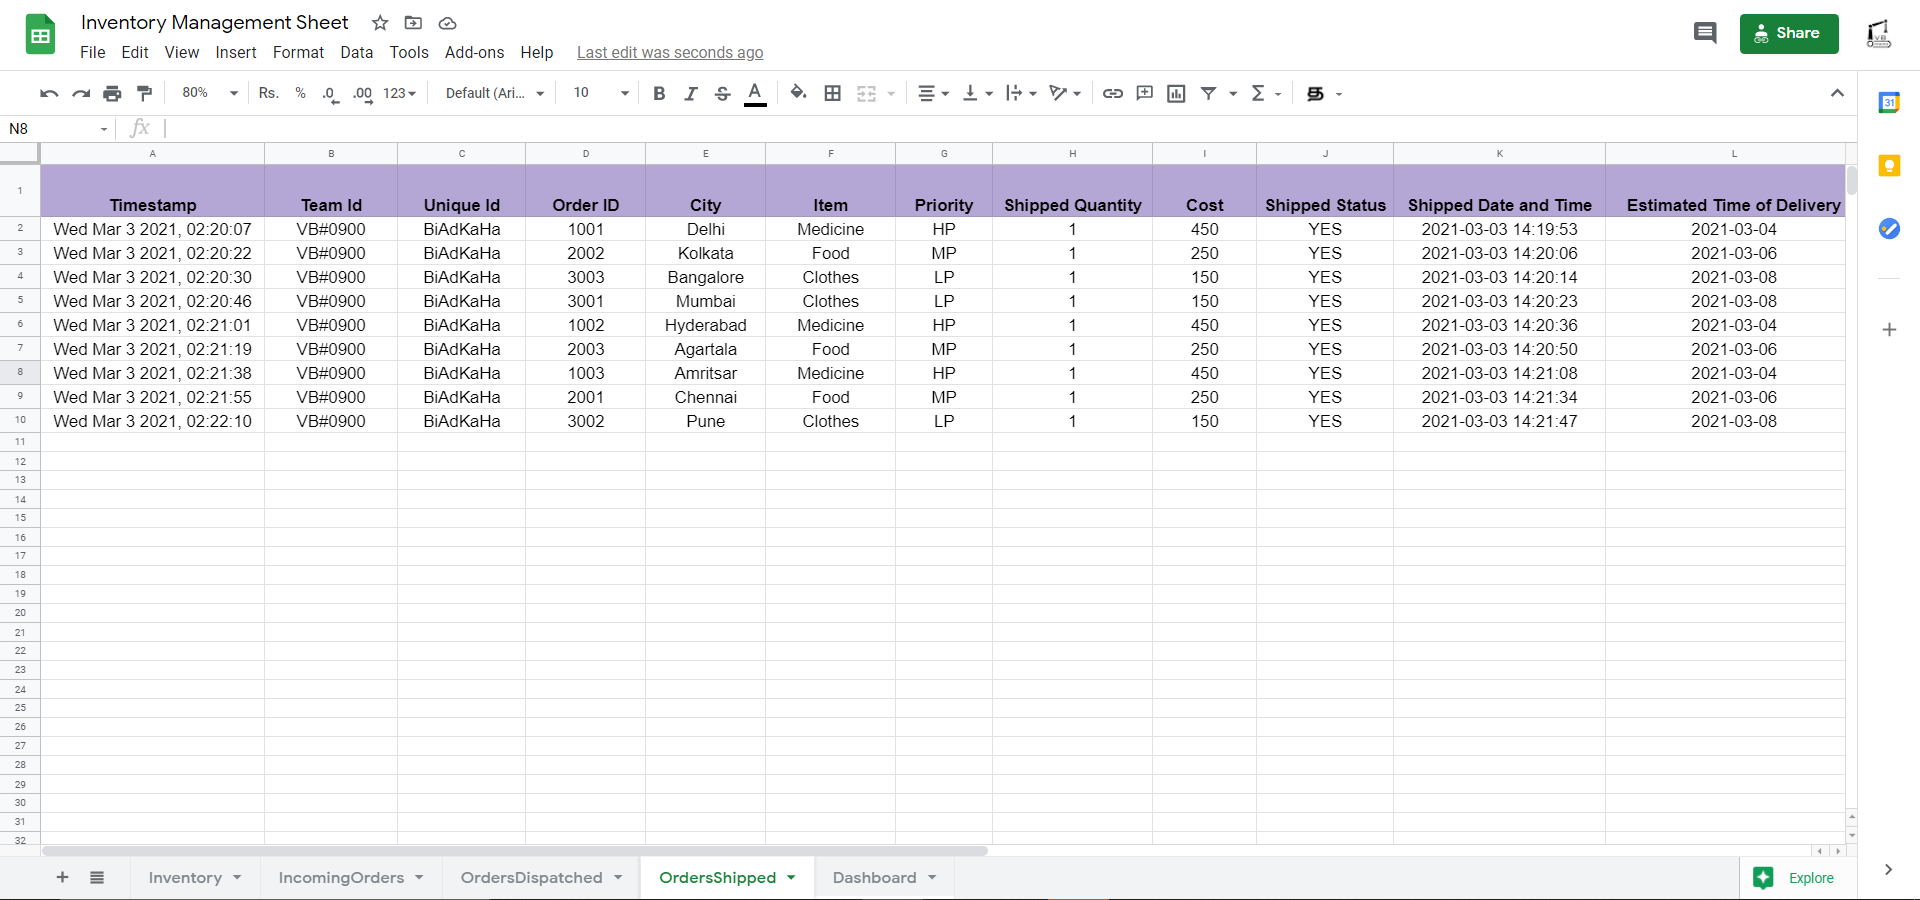 Inventory Management Sheet
File Edit View Insert Format Data Tools Add-ons Help Last edit was seconds ago
Share
80% Rs. % .0 .00 123 Default (Ari... 10 B I S A
31
N8 fx
A B C D E F G H I J K L
1 Timestamp Team Id Unique Id Order ID City Item Priority Shipped Quantity Cost Shipped Status Shipped Date and Time Estimated Time of Delivery
2 Wed Mar 3 2021, 02:20:07 VB#0900 BiAdKaHa 1001 Delhi Medicine HP 1 450 YES 2021-03-03 14:19:53 2021-03-04
3 Wed Mar 3 2021, 02:20:22 VB#0900 BiAdKaHa 2002 Kolkata Food MP 1 250 YES 2021-03-03 14:20:06 2021-03-06
4 Wed Mar 3 2021, 02:20:30 VB#0900 BiAdKaHa 3003 Bangalore Clothes LP 1 150 YES 2021-03-03 14:20:14 2021-03-08
5 Wed Mar 3 2021, 02:20:46 VB#0900 BiAdKaHa 3001 Mumbai Clothes LP 1 150 YES 2021-03-03 14:20:23 2021-03-08
6 Wed Mar 3 2021, 02:21:01 VB#0900 BiAdKaHa 1002 Hyderabad Medicine HP 1 450 YES 2021-03-03 14:20:36 2021-03-04
7 Wed Mar 3 2021, 02:21:19 VB#0900 BiAdKaHa 2003 Agartala Food MP 1 250 YES 2021-03-03 14:20:50 2021-03-06
8 Wed Mar 3 2021, 02:21:38 VB#0900 BiAdKaHa 1003 Amritsar Medicine HP 1 450 YES 2021-03-03 14:21:08 2021-03-04
9 Wed Mar 3 2021, 02:21:55 VB#0900 BiAdKaHa 2001 Chennai Food MP 1 250 YES 2021-03-03 14:21:34 2021-03-06
10 Wed Mar 3 2021, 02:22:10 VB#0900 BiAdKaHa 3002 Pune Clothes LP 1 150 YES 2021-03-03 14:21:47 2021-03-08
11
12
13
14
15
16
17
18
19
20
21
22
23
24
25
26
27
28
29
30
31
32
Inventory IncomingOrders OrdersDispatched OrdersShipped Dashboard Explore